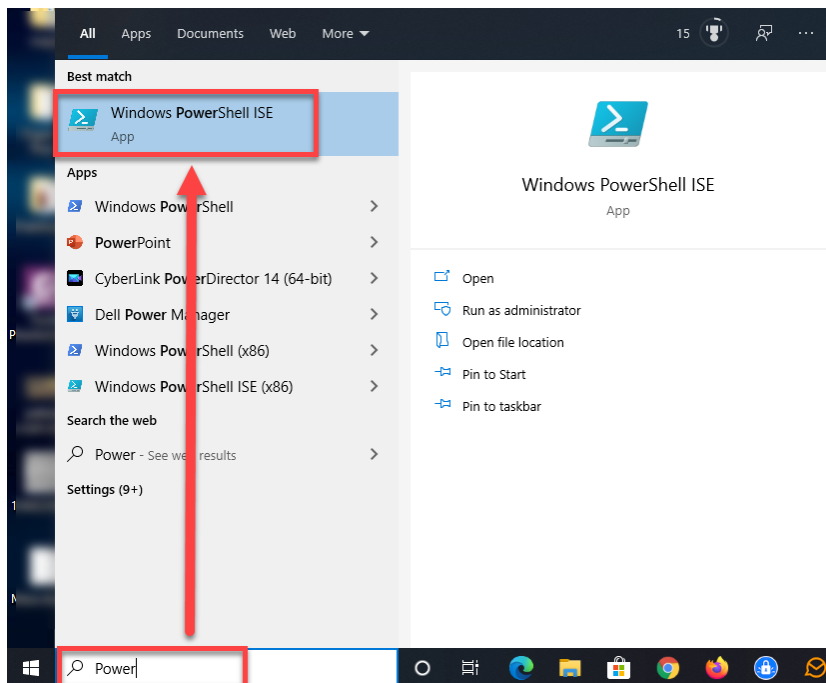 All Apps Documents Web More 15 ...
Best match
Windows PowerShell ISE
App
Apps
Windows PowerShell
PowerPoint
CyberLink PowerDirector 14 (64-bit)
Dell Power Manager
Windows PowerShell (x86)
Windows PowerShell ISE (x86)
Search the web
Power - See web results
Settings (9+)
Windows PowerShell ISE
App
Open
Run as administrator
Open file location
Pin to Start
Pin to taskbar
P
1
Power